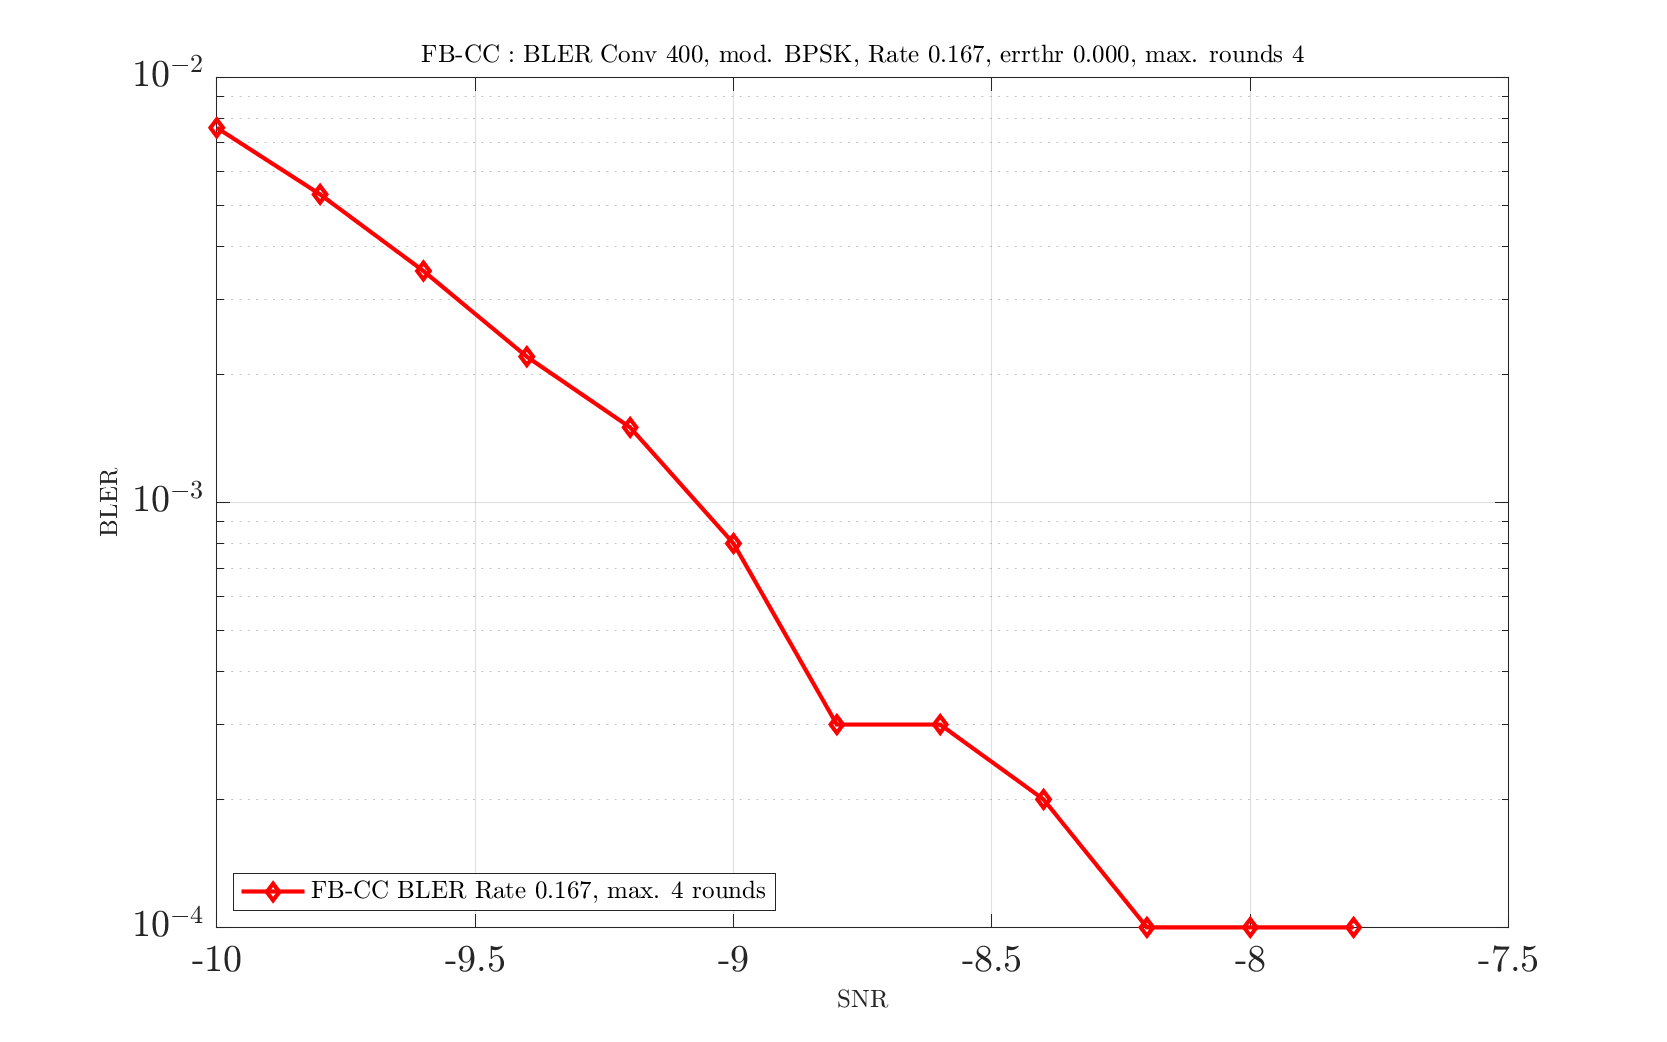 FB-CC : BLER Conv 400, mod. BPSK, Rate 0.167, errthr 0.000, max. rounds 4
10⁻²
10⁻³
10⁻⁴
BLER
FB-CC BLER Rate 0.167, max. 4 rounds
-10 -9.5 -9 -8.5 -8 -7.5
SNR